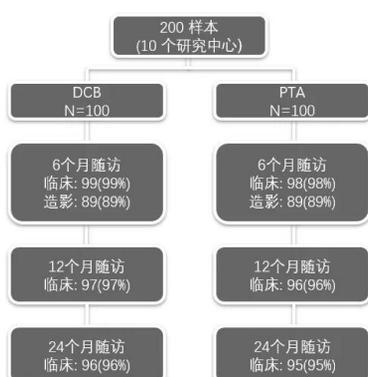 200 样本
(10 个研究中心)
DCB
N=100
PTA
N=100
6个月随访
临床: 99(99%)
造影: 89(89%)
6个月随访
临床: 98(98%)
造影: 89(89%)
12个月随访
临床: 97(97%)
12个月随访
临床: 96(96%)
24个月随访
临床: 96(96%)
24个月随访
临床: 95(95%)